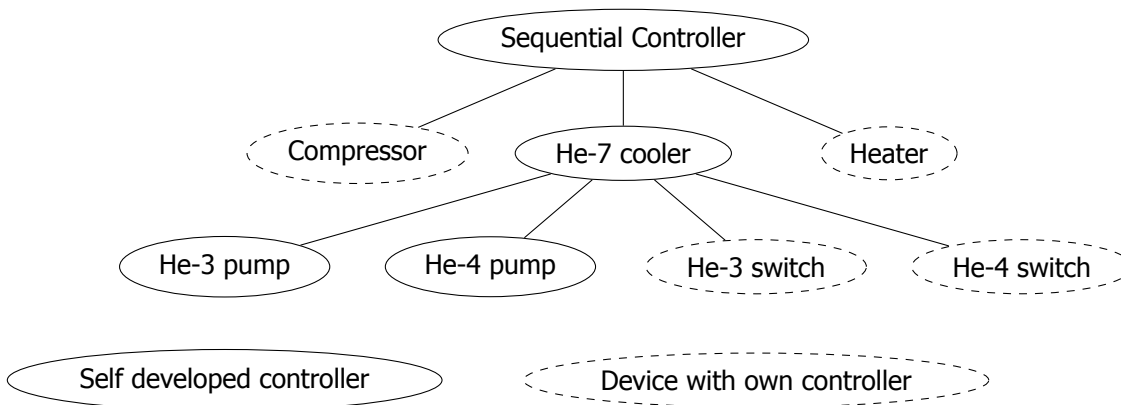 Sequential Controller
Compressor
He-7 cooler
Heater
He-3 pump
He-4 pump
He-3 switch
He-4 switch
Self developed controller
Device with own controller